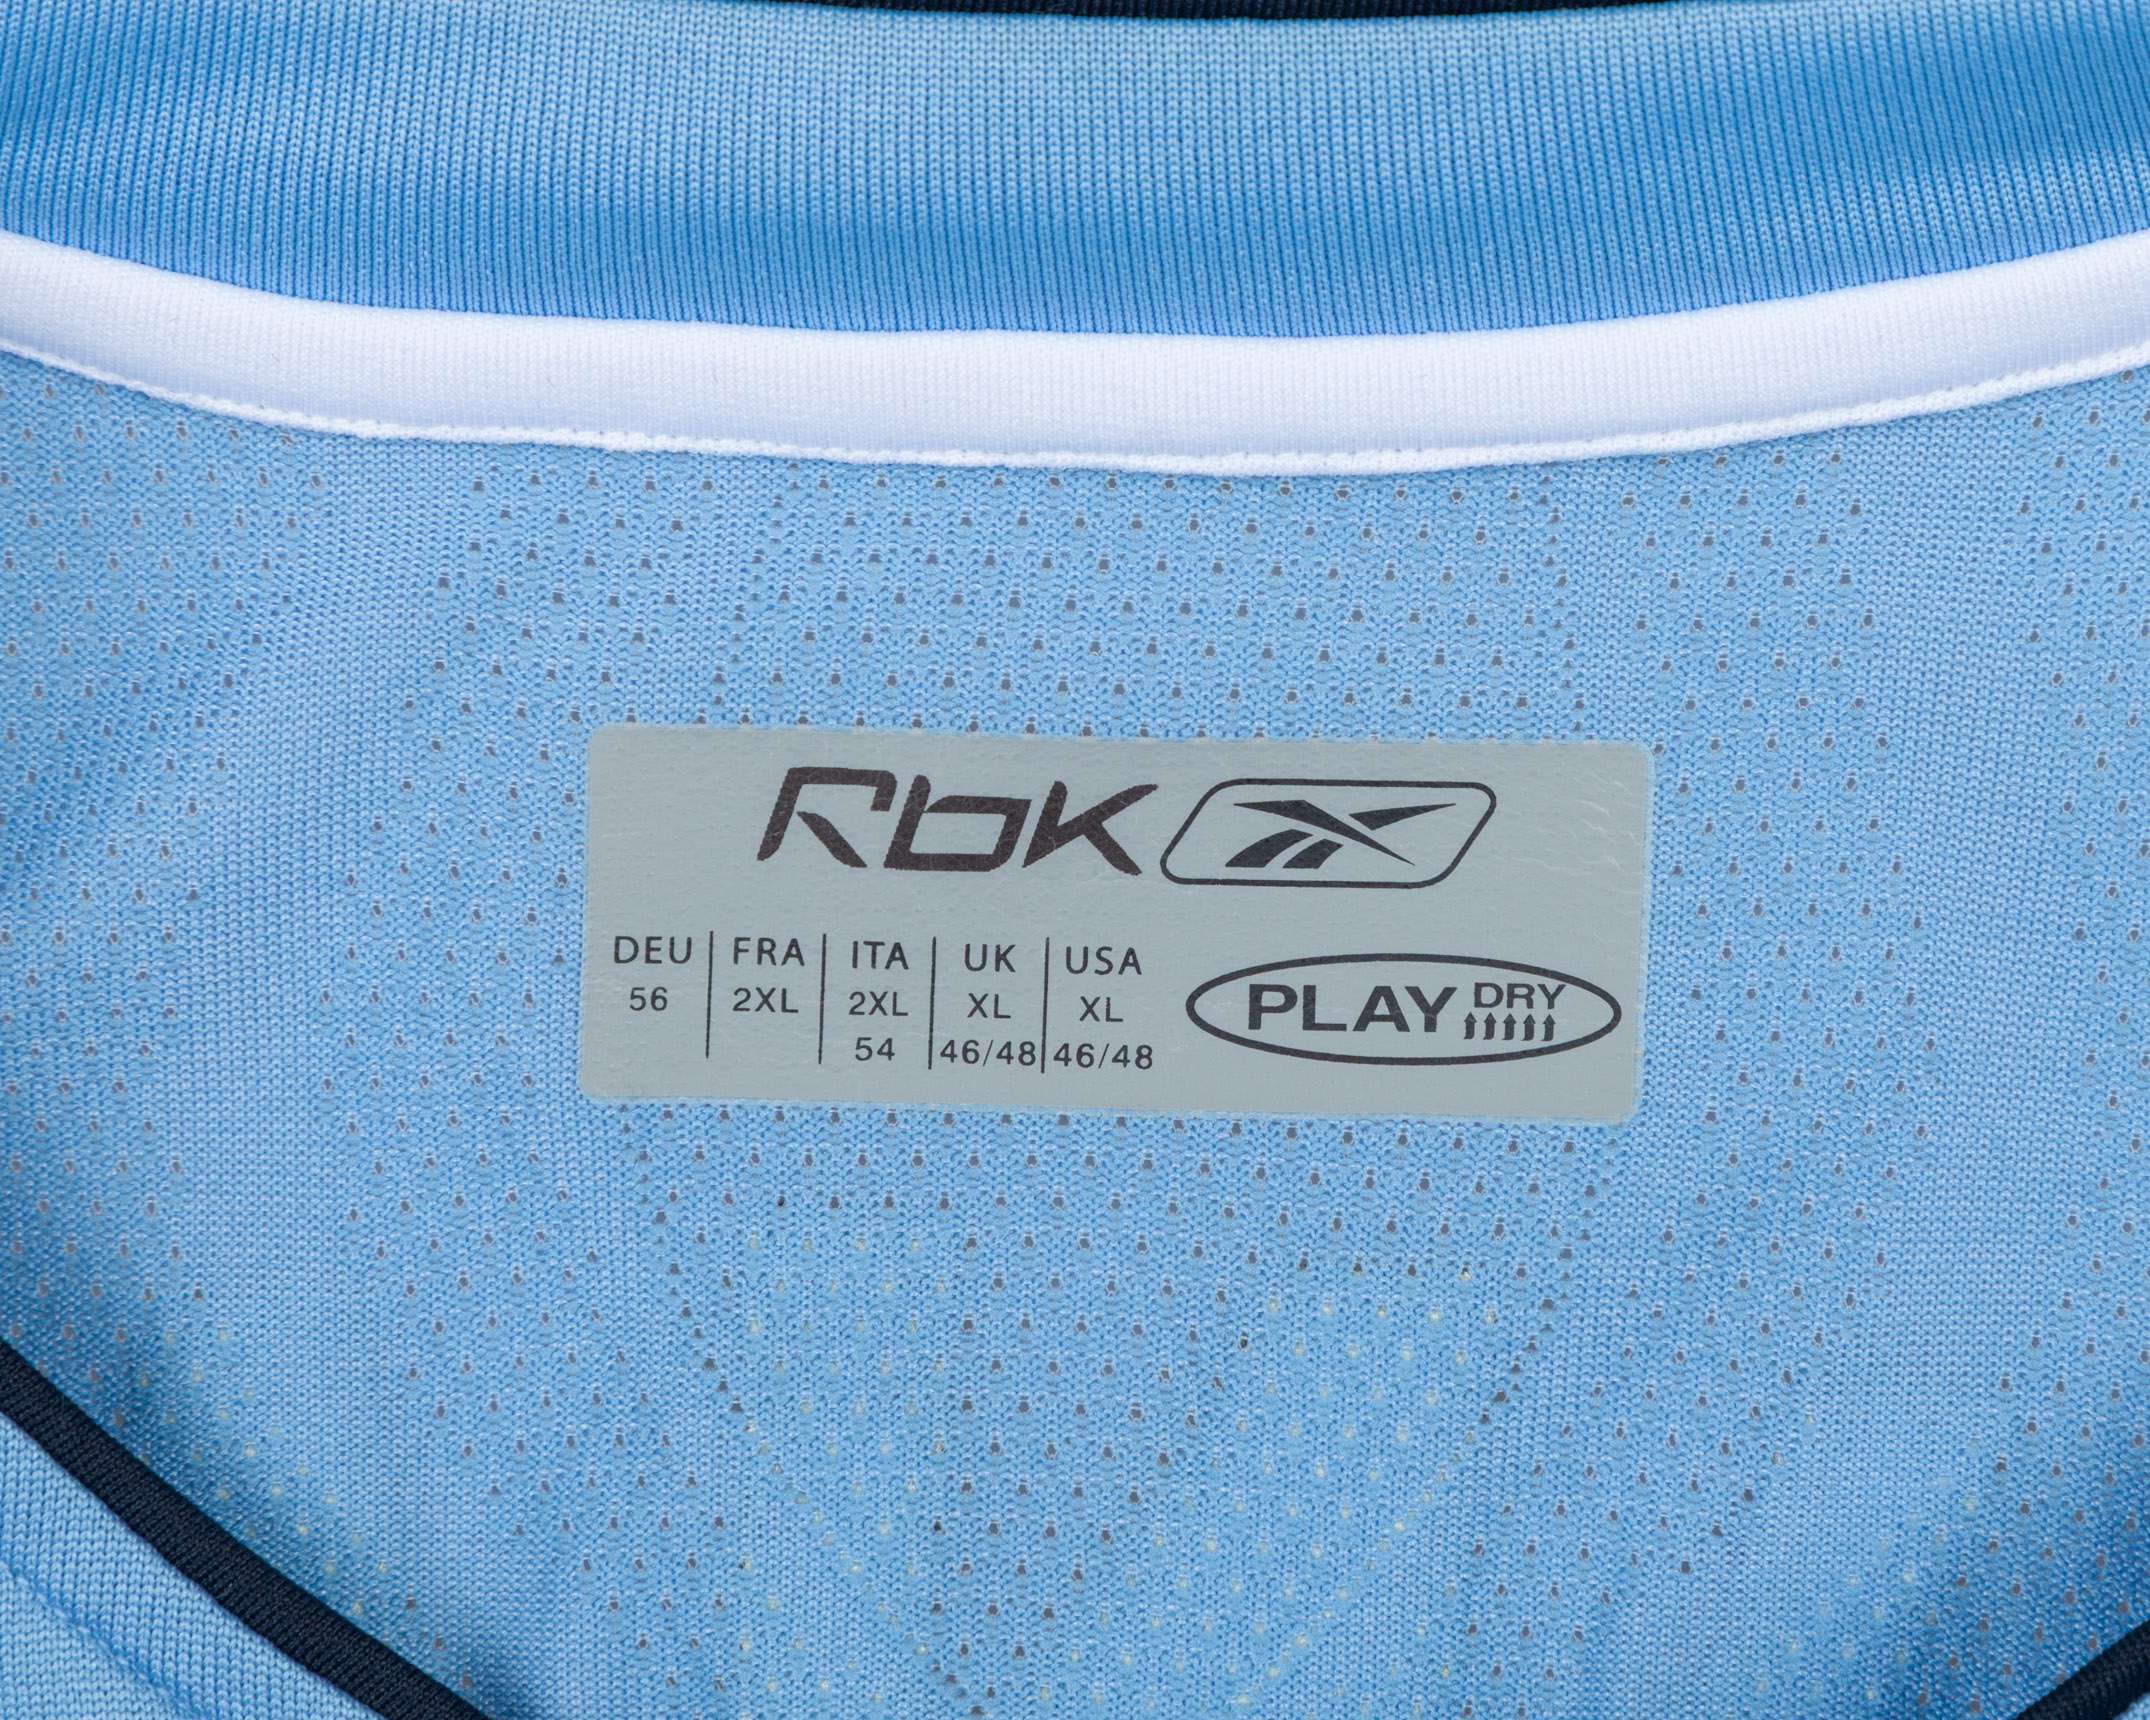 Rbk
DEU FRA ITA UK USA
56 2XL 2XL XL XL
54 46/48 46/48
PLAY DRY